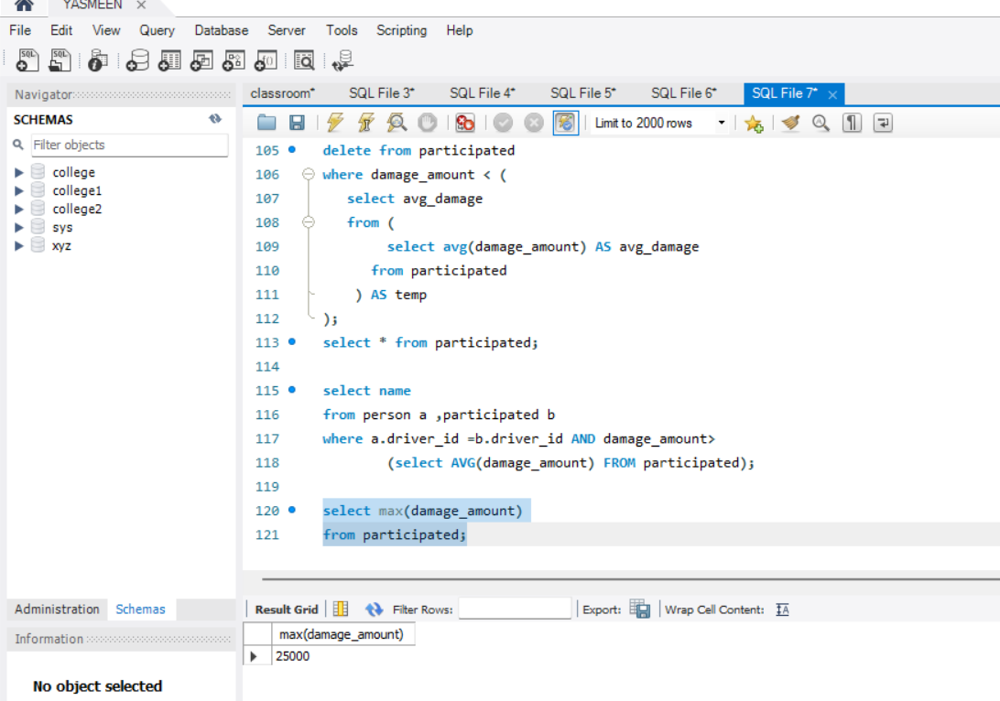 YASMEEN ×
File Edit View Query Database Server Tools Scripting Help
Navigator
SCHEMAS
Filter objects
college
college1
college2
sys
xyz
classroom* SQL File 3* SQL File 4* SQL File 5* SQL File 6* SQL File 7* ×
Limit to 2000 rows
105 delete from participated
106 where damage_amount < (
107 select avg_damage
108 from (
109 select avg(damage_amount) AS avg_damage
110 from participated
111 ) AS temp
112 );
113 select * from participated;
114
115 select name
116 from person a ,participated b
117 where a.driver_id =b.driver_id AND damage_amount>
118 (select AVG(damage_amount) FROM participated);
119
120 select max(damage_amount)
121 from participated;
Administration Schemas
Information
No object selected
Result Grid Filter Rows: Export: Wrap Cell Content: IA
max(damage_amount)
25000